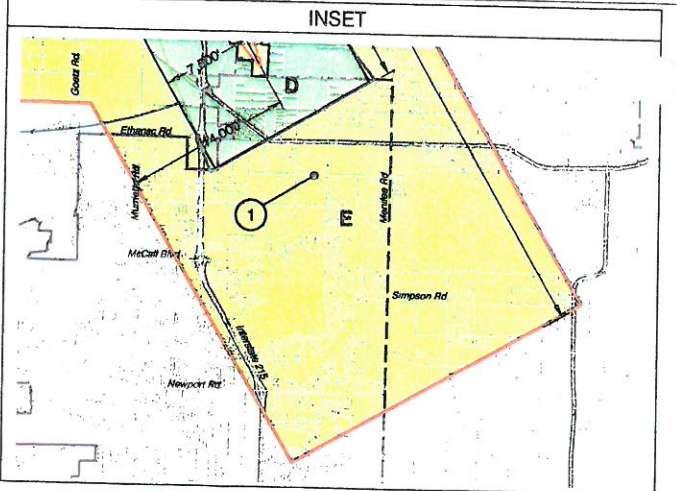 INSET
Goetz Rd
7,500'
D
Ethanac Rd
14,000'
Murrieta Rd
1
Menifee Rd
McCall Blvd
Simpson Rd
Interstate 215
Newport Rd